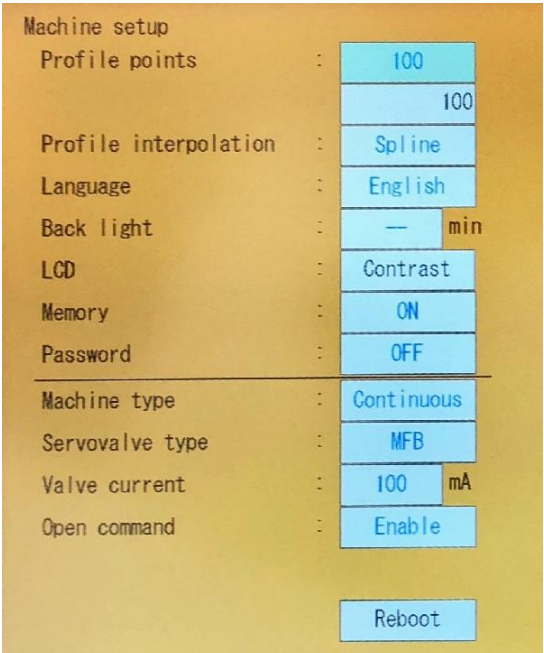 Machine setup
Profile points : 100
100
Profile interpolation : Spline
Language : English
Back light : -- min
LCD : Contrast
Memory : ON
Password : OFF
Machine type : Continuous
Servovalve type : MFB
Valve current : 100 mA
Open command : Enable
Reboot